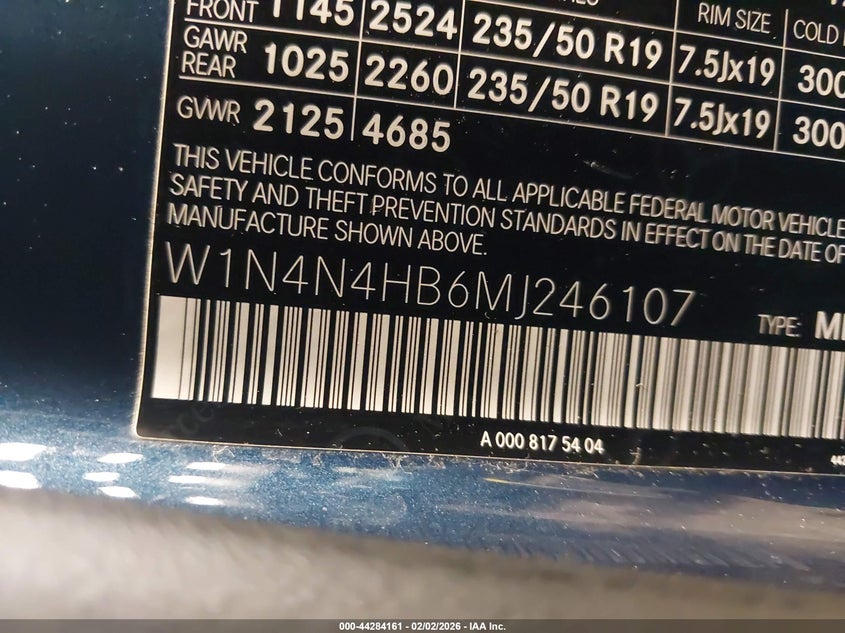 RIM SIZE COLD
FRONT 1145 2524 235/50 R19 7.5Jx19 300
GAWR
REAR 1025 2260 235/50 R19 7.5Jx19 300
GVWR 2125 4685
THIS VEHICLE CONFORMS TO ALL APPLICABLE FEDERAL MOTOR VEHICLE
SAFETY AND THEFT PREVENTION STANDARDS IN EFFECT ON THE DATE OF
MANUFACTURE SHOWN ABOVE.
W1N4N4HB6MJ246107
TYPE:
A 000 817 54 04
000-44284161 - 02/02/2026 - IAA Inc.